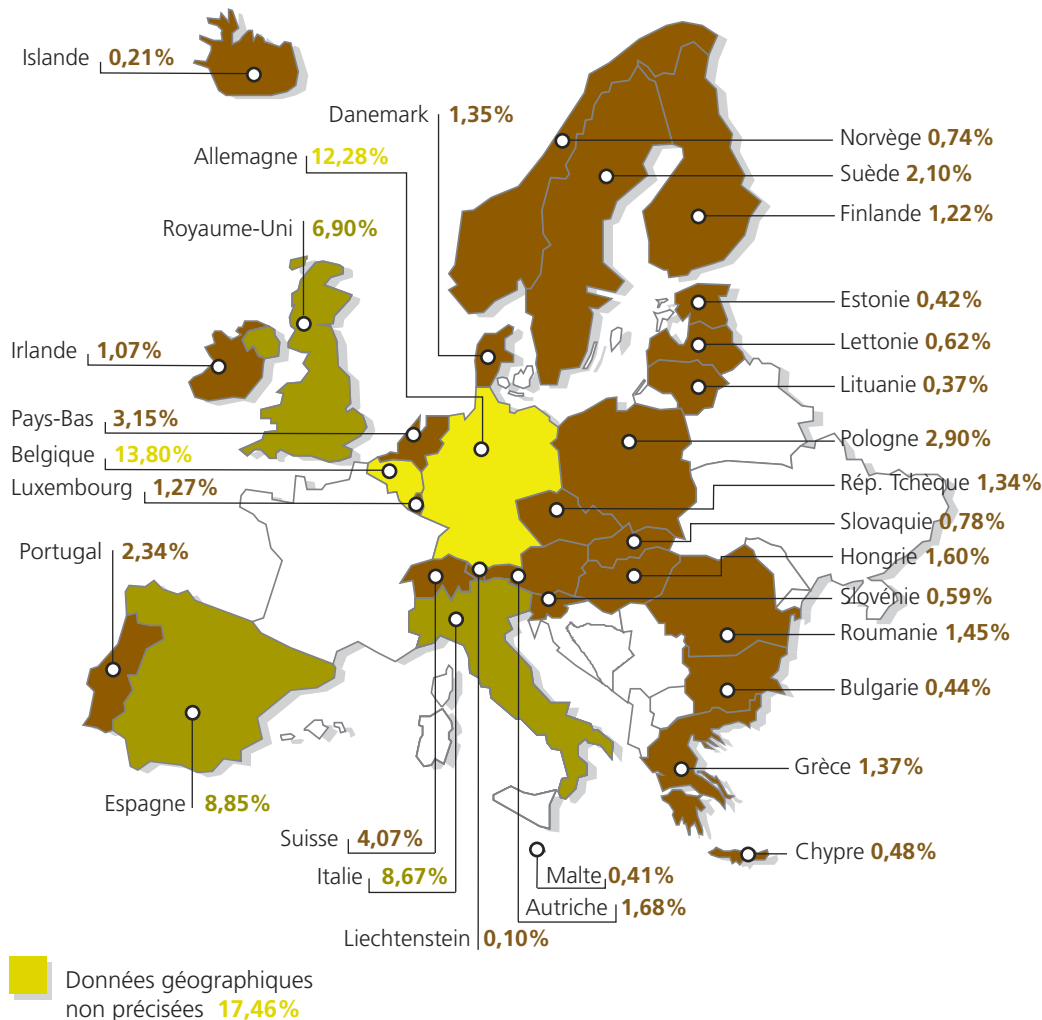 Islande 0,21%
Danemark 1,35%
Allemagne 12,28%
Royaume-Uni 6,90%
Irlande 1,07%
Pays-Bas 3,15%
Belgique 13,80%
Luxembourg 1,27%
Portugal 2,34%
Espagne 8,85%
Suisse 4,07%
Italie 8,67%
Liechtenstein 0,10%
Autriche 1,68%
Malte 0,41%
Norvège 0,74%
Suède 2,10%
Finlande 1,22%
Estonie 0,42%
Lettonie 0,62%
Lituanie 0,37%
Pologne 2,90%
Rép. Tchèque 1,34%
Slovaquie 0,78%
Hongrie 1,60%
Slovénie 0,59%
Roumanie 1,45%
Bulgarie 0,44%
Grèce 1,37%
Chypre 0,48%
Données géographiques
non précisées 17,46%